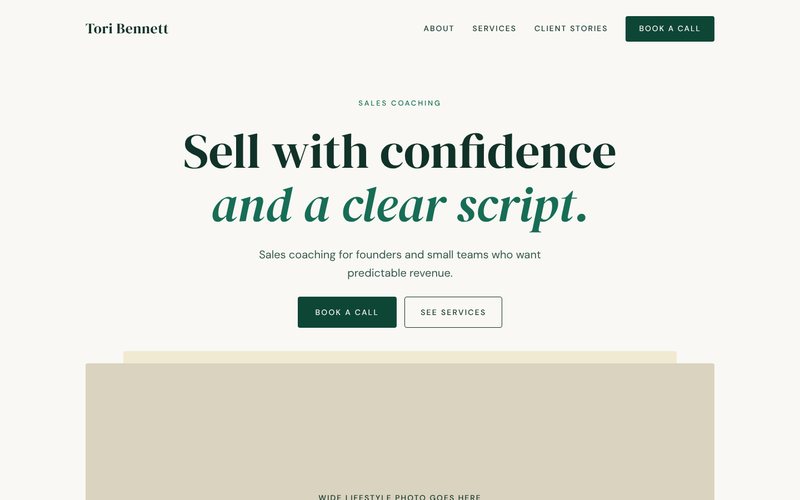 Tori Bennett
ABOUT
SERVICES
CLIENT STORIES
BOOK A CALL
SALES COACHING
Sell with confidence
and a clear script.
Sales coaching for founders and small teams who want
predictable revenue.
BOOK A CALL
SEE SERVICES
WIDE LIFESTYLE PHOTO GOES HERE